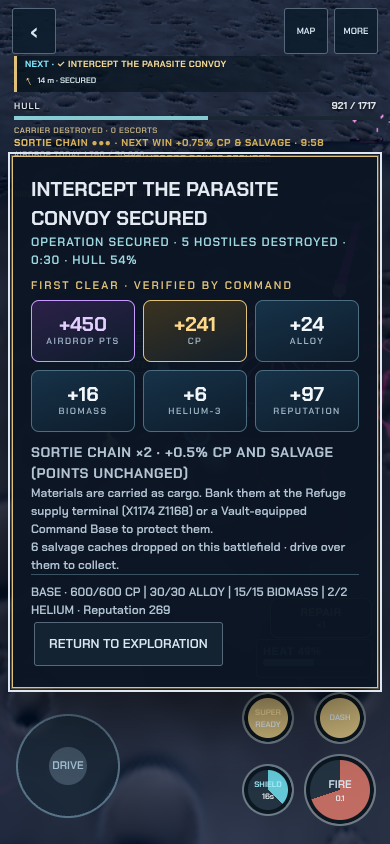 ‹
MAP
MORE
NEXT · ✓ INTERCEPT THE PARASITE CONVOY
14 m · SECURED
HULL
921 / 1717
CARRIER DESTROYED · 0 ESCORTS
SORTIE CHAIN ●●● · NEXT WIN +0.75% CP & SALVAGE · 9:58
INTERCEPT THE PARASITE
CONVOY SECURED
OPERATION SECURED · 5 HOSTILES DESTROYED ·
0:30 · HULL 54%
FIRST CLEAR · VERIFIED BY COMMAND
+450
AIRDROP PTS
+241
CP
+24
ALLOY
+16
BIOMASS
+6
HELIUM-3
+97
REPUTATION
SORTIE CHAIN ×2 · +0.5% CP AND SALVAGE
(POINTS UNCHANGED)
Materials are carried as cargo. Bank them at the Refuge
supply terminal (X1174 Z1168) or a Vault-equipped
Command Base to protect them.
6 salvage caches dropped on this battlefield · drive over
them to collect.
BASE · 600/600 CP | 30/30 ALLOY | 15/15 BIOMASS | 2/2
HELIUM · Reputation 269
RETURN TO EXPLORATION
SUPER
READY
DASH
DRIVE
SHIELD
16s
FIRE
0.1